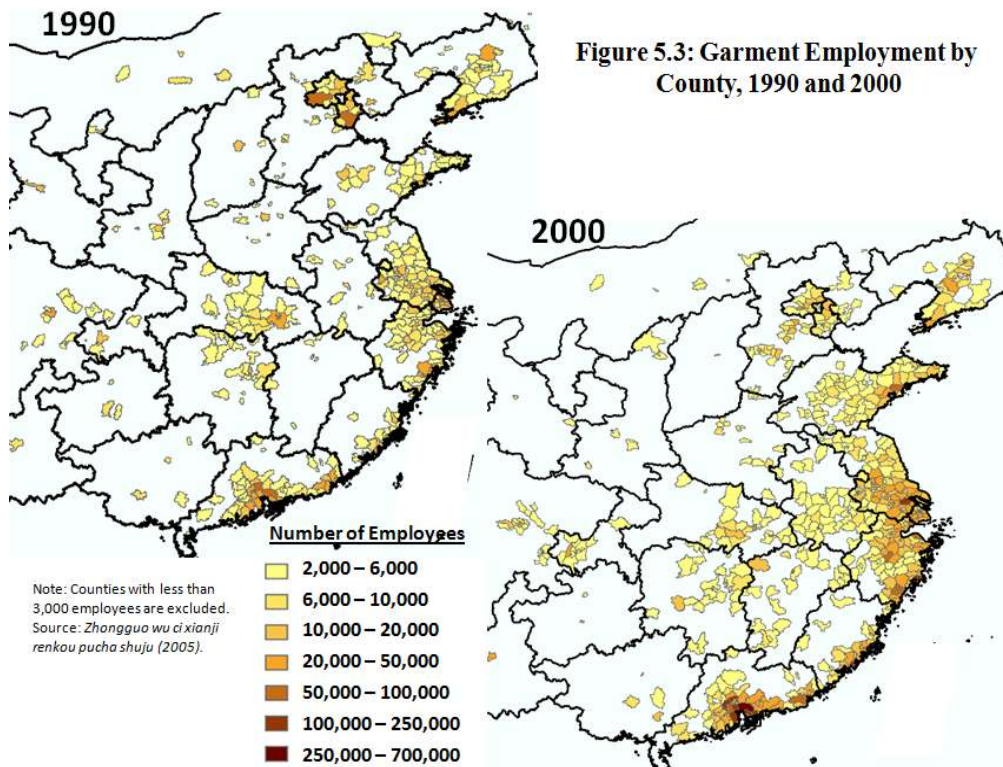 1990
Figure 5.3: Garment Employment by
County, 1990 and 2000
2000
Number of Employees
2,000 – 6,000
6,000 – 10,000
10,000 – 20,000
20,000 – 50,000
50,000 – 100,000
100,000 – 250,000
250,000 – 700,000
Note: Counties with less than
3,000 employees are excluded.
Source: Zhongguo wu ci xianji
renkou pucha shuju (2005).